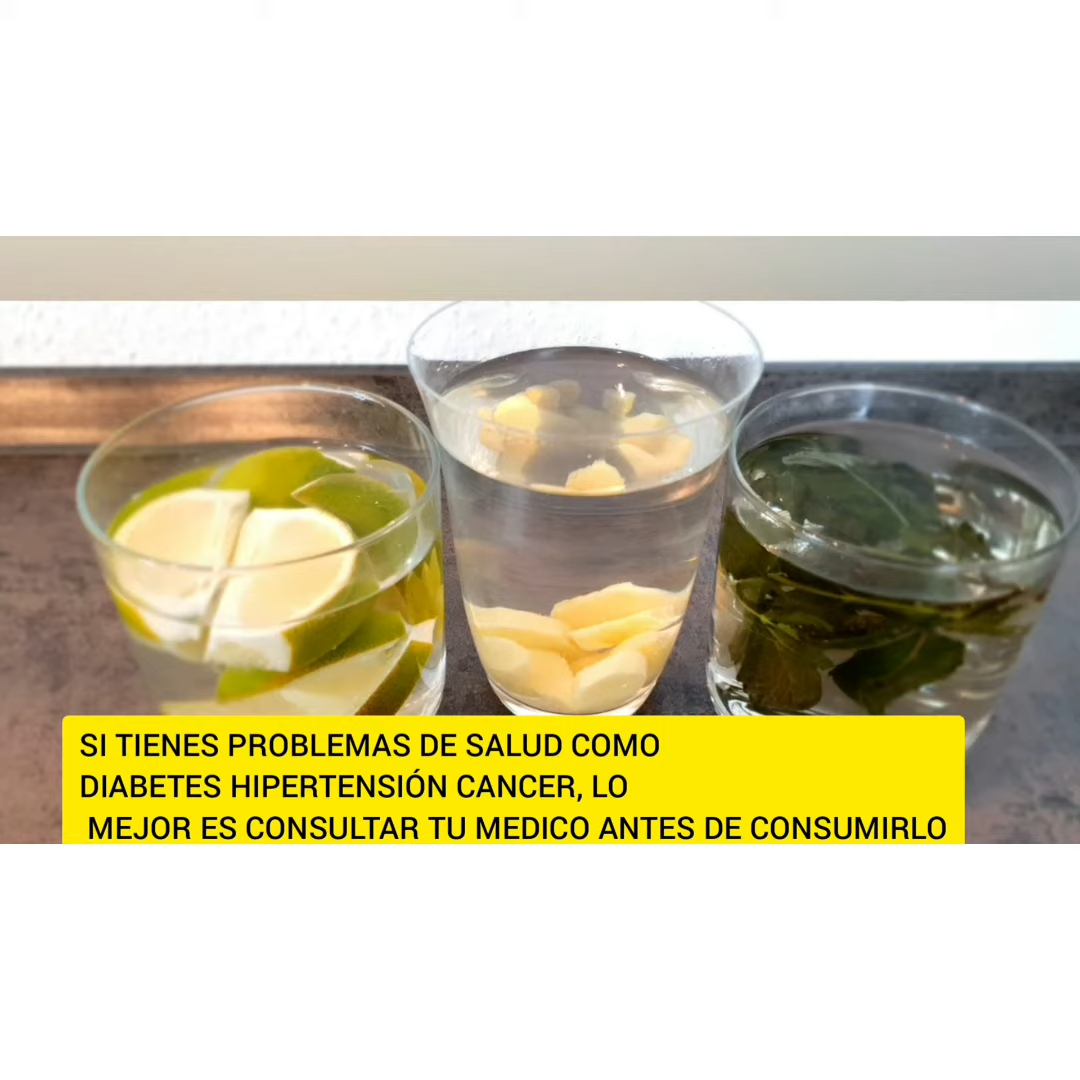 SI TIENES PROBLEMAS DE SALUD COMO
DIABETES HIPERTENSIÓN CANCER, LO
MEJOR ES CONSULTAR TU MEDICO ANTES DE CONSUMIRLO